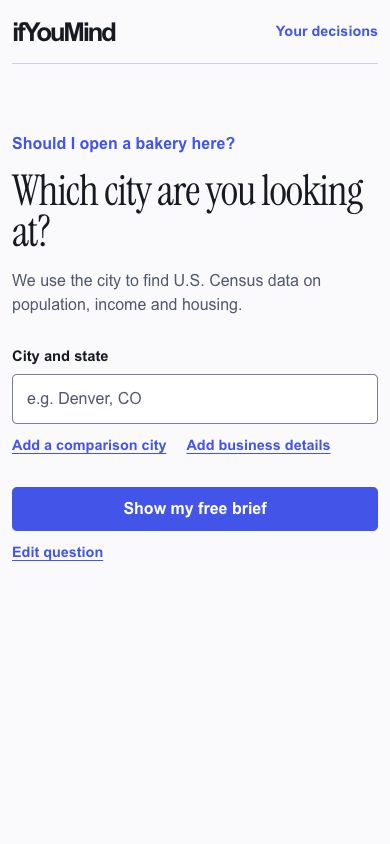 ifYouMind
Your decisions
Should I open a bakery here?
Which city are you looking
at?
We use the city to find U.S. Census data on
population, income and housing.
City and state
e.g. Denver, CO
Add a comparison city
Add business details
Show my free brief
Edit question